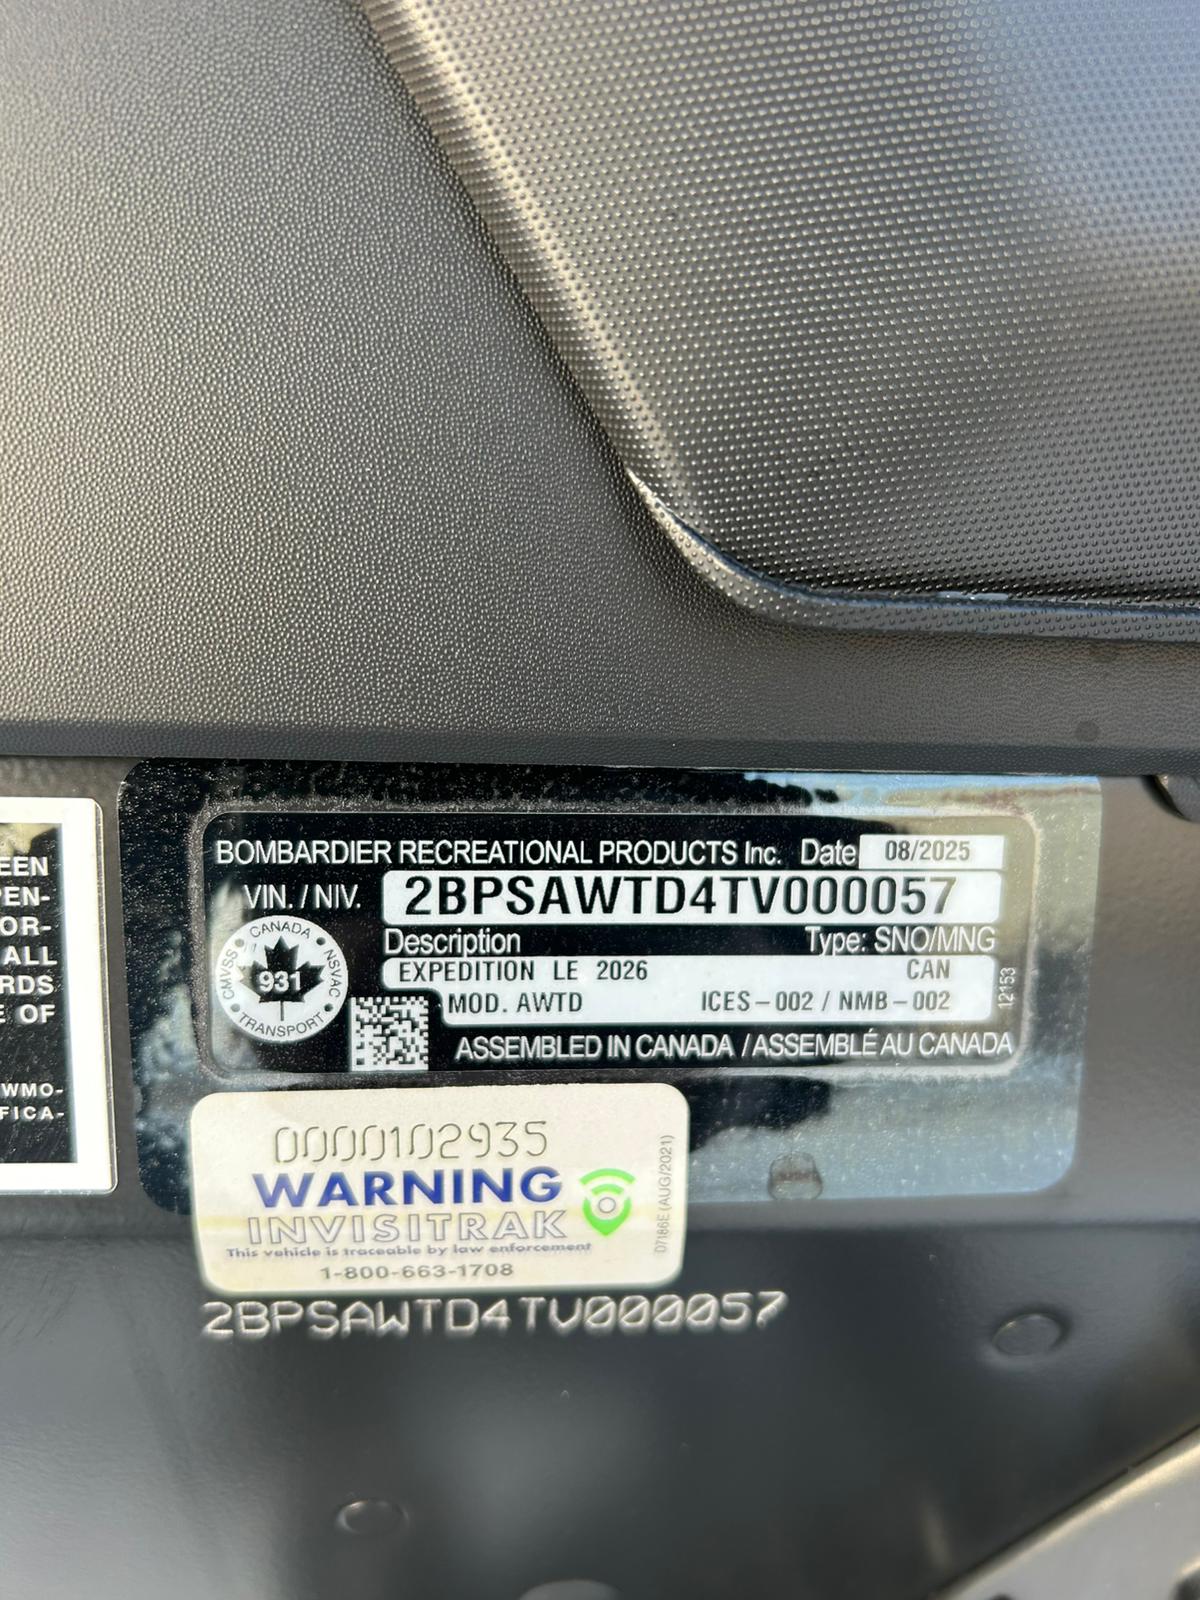 EEN
PEN-
OR-
ALL
RDS
E OF
WMO-
FICA-
BOMBARDIER RECREATIONAL PRODUCTS Inc. Date 08/2025
VIN. / NIV. 2BPSAWTD4TV000057
Description Type: SNO/MNG
EXPEDITION LE 2026 CAN
MOD. AWTD ICES-002 / NMB-002
12153
ASSEMBLED IN CANADA / ASSEMBLÉ AU CANADA
CANADA
CMVSS 931 NSVAC
TRANSPORT
0000102935
WARNING
INVISITRAK
This vehicle is traceable by law enforcement
1-800-663-1708
D7186E (AUG/2021)
2BPSAWTD4TV000057